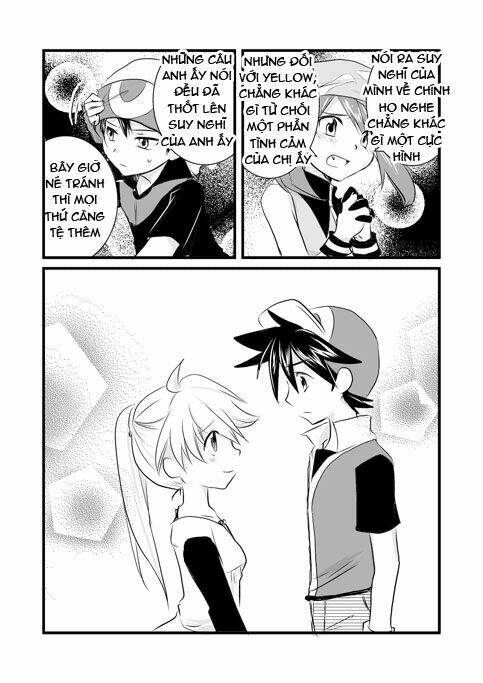 NHỮNG CÂU
ANH ẤY NÓI
ĐỀU ĐÃ
THỐT LÊN
SUY NGHĨ
CỦA ANH ẤY
BÂY GIỜ
NÉ TRÁNH
THÌ MỌI
THỨ CÀNG
TỆ THÊM
NÓI RA SUY
NGHĨ CỦA
MÌNH VỀ CHÍNH
HỌ NGHE
CHẲNG KHÁC
GÌ MỘT CỰC
HÌNH
NHƯNG ĐỐI
VỚI YELLOW,
CHẲNG KHÁC
GÌ TỪ CHỐI
MỘT PHẦN
TÌNH CẢM
CỦA CHỊ ẤY